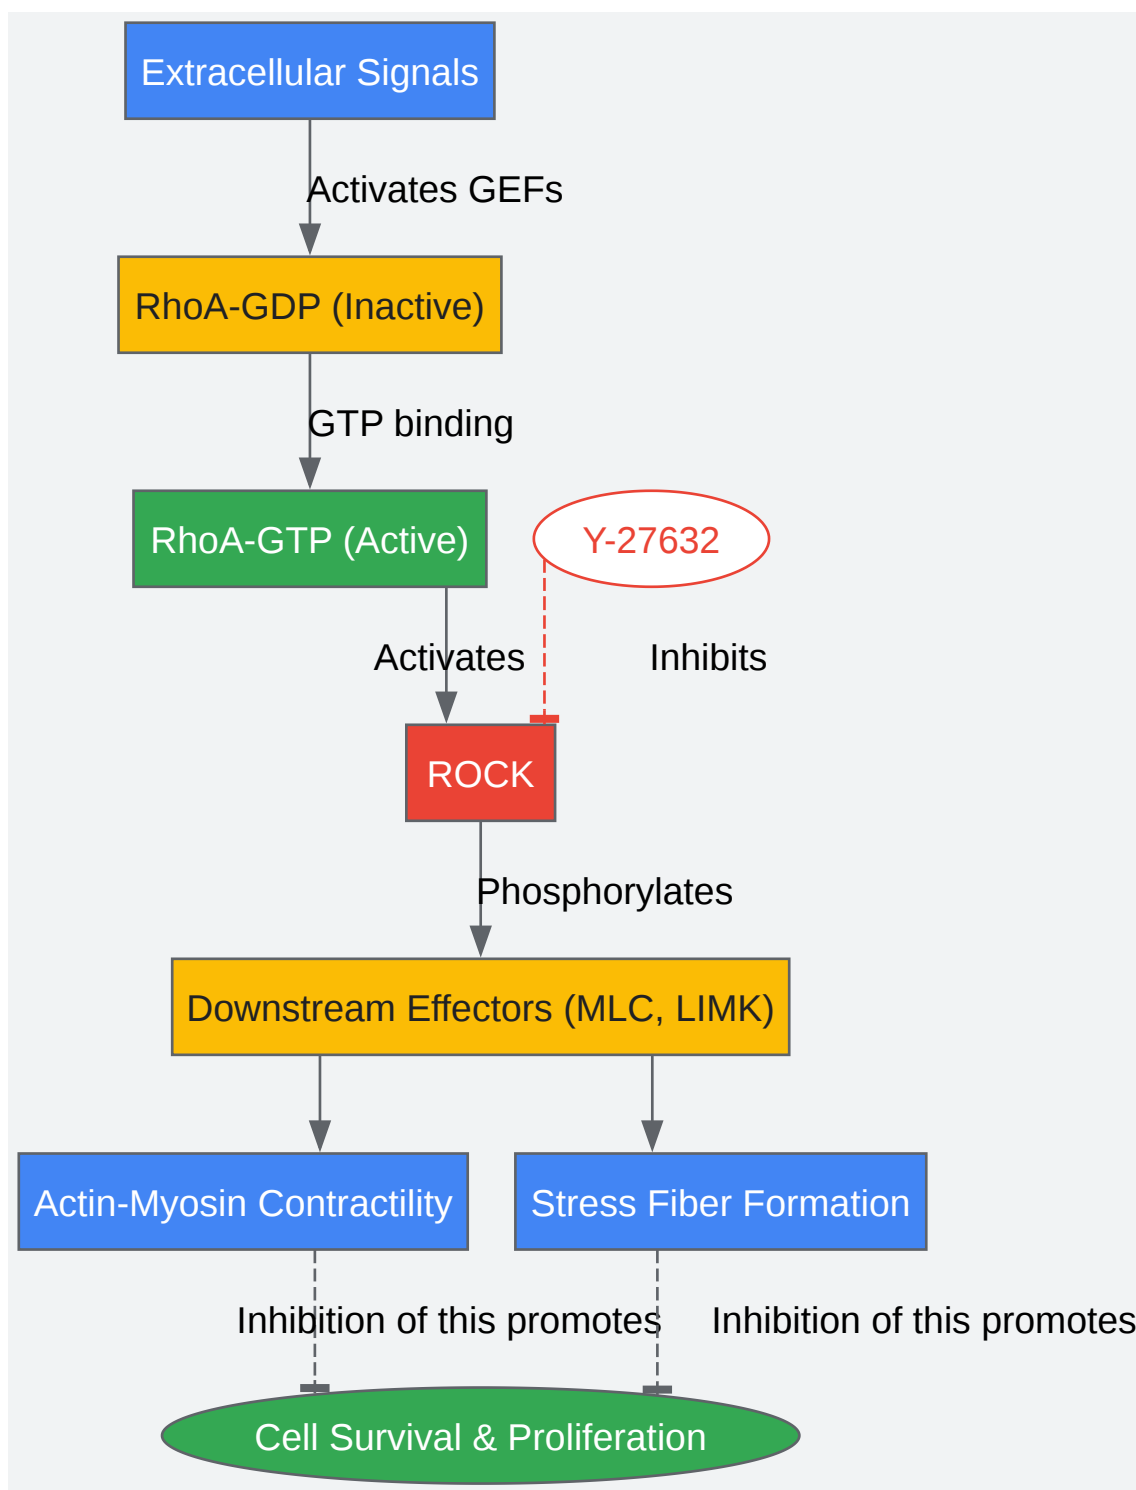 Extracellular Signals
Activates GEFs
RhoA-GDP (Inactive)
GTP binding
RhoA-GTP (Active)
Y-27632
Activates
Inhibits
ROCK
Phosphorylates
Downstream Effectors (MLC, LIMK)
Actin-Myosin Contractility
Stress Fiber Formation
Inhibition of this promotes
Inhibition of this promotes
Cell Survival & Proliferation